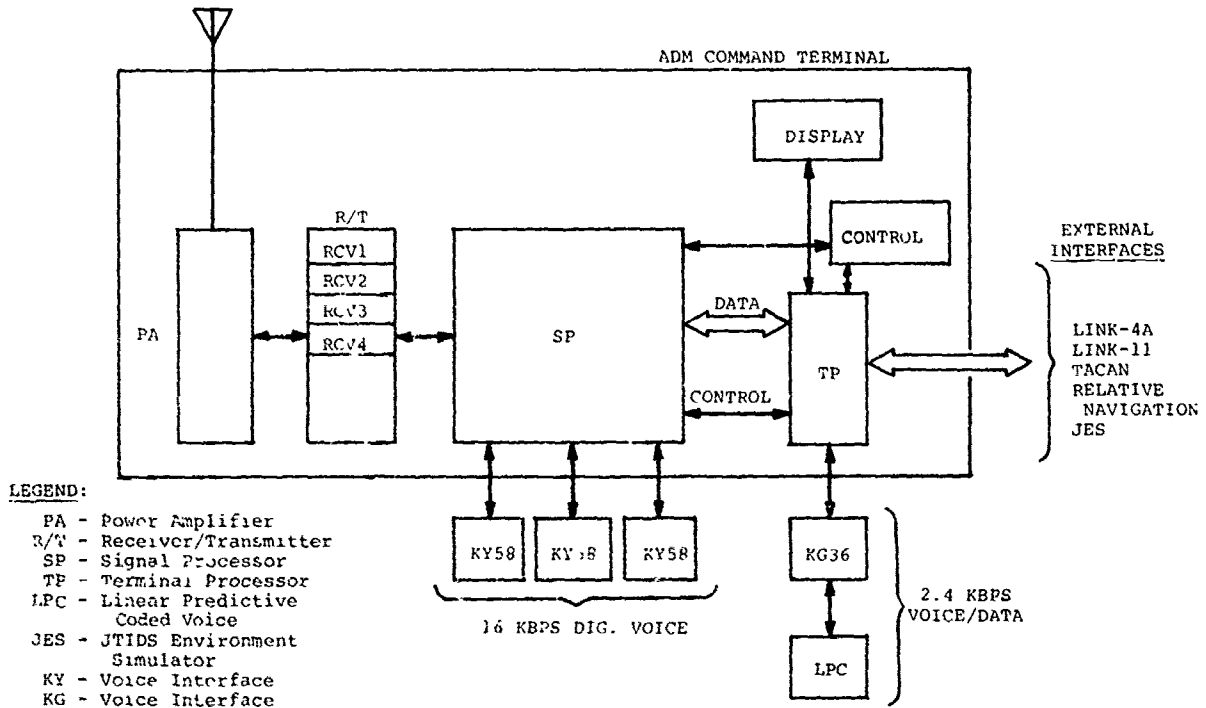 ADM COMMAND TERMINAL
DISPLAY
R/T
CONTROL
EXTERNAL
INTERFACES
RCV1
RCV2
RCV3
RCV4
PA
SP
DATA
TP
CONTROL
LINK-4A
LINK-11
TACAN
RELATIVE
NAVIGATION
JES
LEGEND:
PA - Power Amplifier
R/T - Receiver/Transmitter
SP - Signal Processor
TP - Terminal Processor
LPC - Linear Predictive
Coded Voice
JES - JTIDS Environment
Simulator
KY - Voice Interface
KG - Voice Interface
KY58
KY58
KY58
16 KBPS DIG. VOICE
KG36
LPC
2.4 KBPS
VOICE/DATA